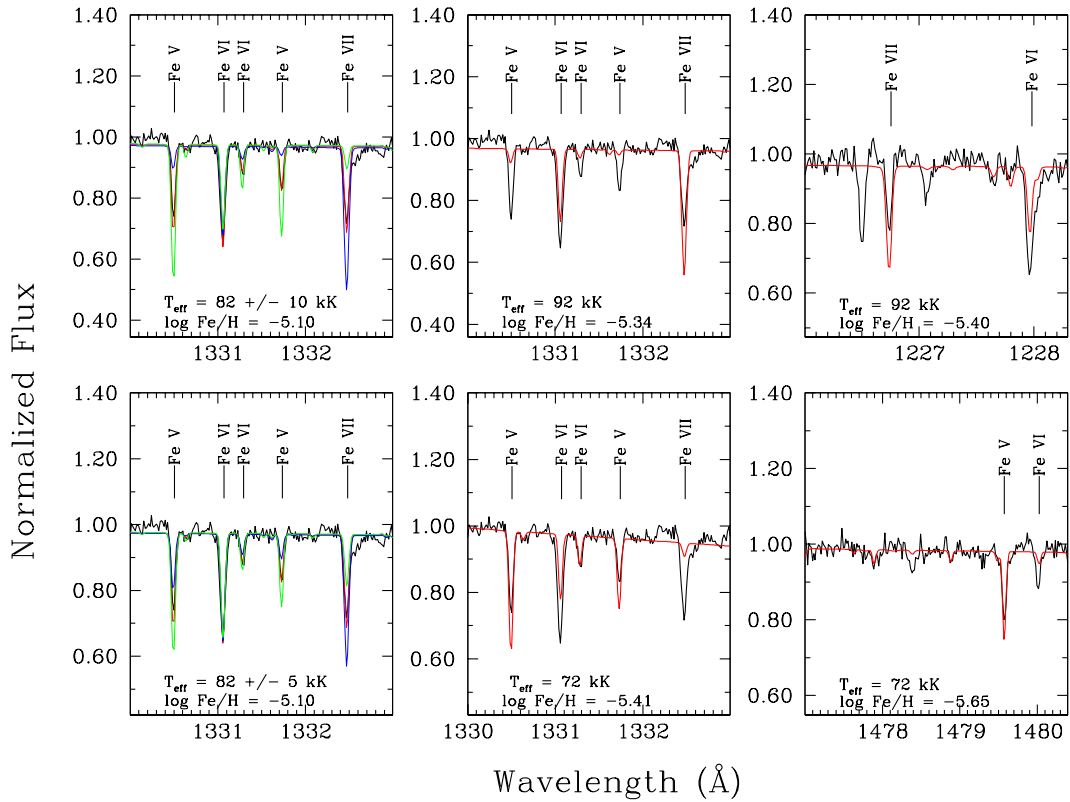 Normalized Flux
1.40
1.20
1.00
0.80
0.60
0.40
Fe V
Fe VI
Fe VI
Fe V
Fe VII
Teff = 82 +/- 10 kK
log Fe/H = -5.10
1331
1332
1.40
1.20
1.00
0.80
0.60
0.40
Fe V
Fe VI
Fe VI
Fe V
Fe VII
Teff = 92 kK
log Fe/H = -5.34
1331
1332
1.40
1.20
1.00
0.80
0.60
Fe VII
Fe VI
Teff = 92 kK
log Fe/H = -5.40
1227
1228
1.40
1.20
1.00
0.80
0.60
Fe V
Fe VI
Fe VI
Fe V
Fe VII
Teff = 82 +/- 5 kK
log Fe/H = -5.10
1331
1332
1.40
1.20
1.00
0.80
0.60
Fe V
Fe VI
Fe VI
Fe V
Fe VII
Teff = 72 kK
log Fe/H = -5.41
1330
1331
1332
1.40
1.20
1.00
0.80
0.60
Fe V
Fe VI
Teff = 72 kK
log Fe/H = -5.65
1478
1479
1480
Wavelength (Å)